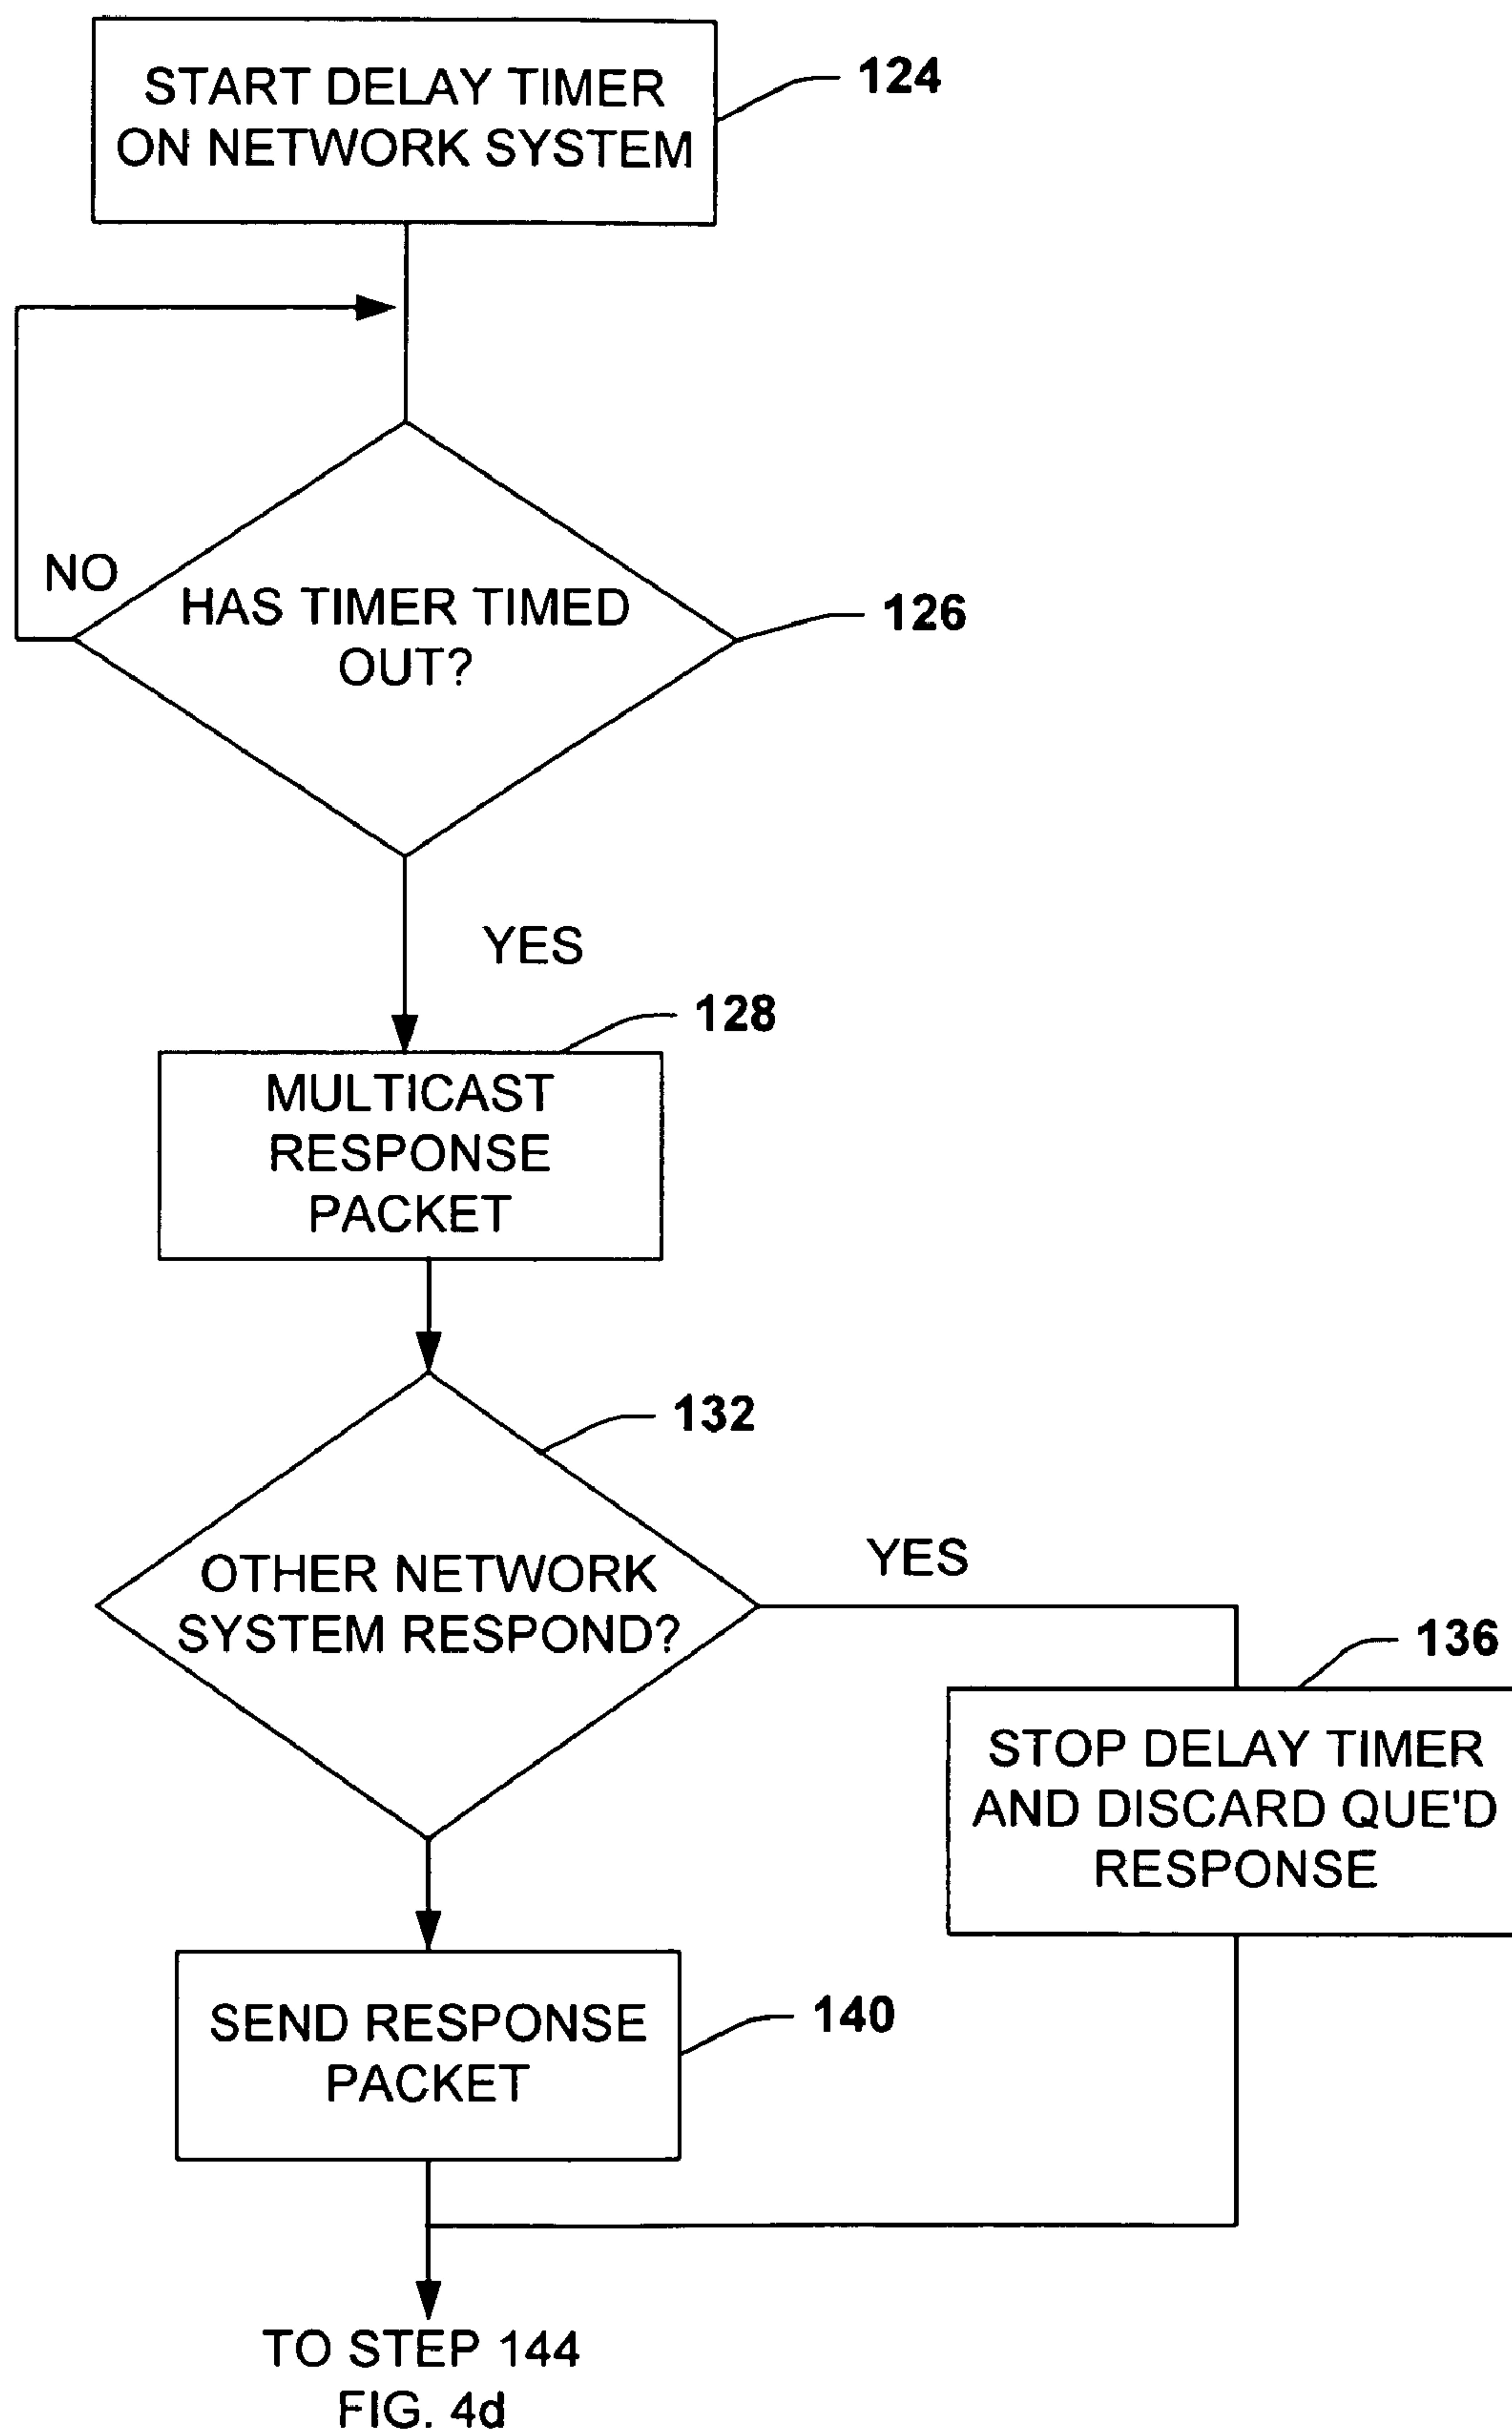 START DELAY TIMER
ON NETWORK SYSTEM
124
NO
HAS TIMER TIMED
OUT?
126
YES
128
MULTICAST
RESPONSE
PACKET
132
OTHER NETWORK
SYSTEM RESPOND?
YES
136
STOP DELAY TIMER
AND DISCARD QUE'D
RESPONSE
SEND RESPONSE
PACKET
140
TO STEP 144
FIG. 4d